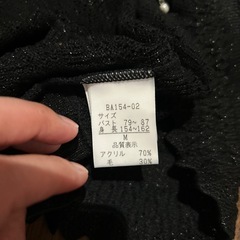 BA154-02
サイズ
バスト 79~87
身長 154~162
M
品質表示
アクリル 70%
毛 30%